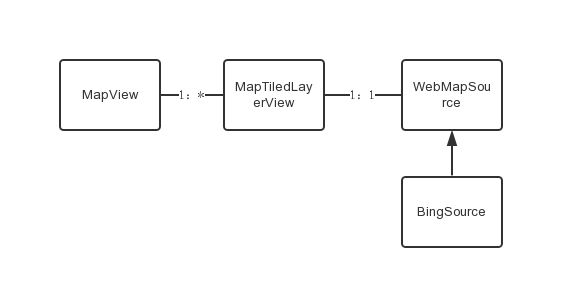 MapView
1：*
MapTiledLay
erView
1：1
WebMapSou
rce
BingSource